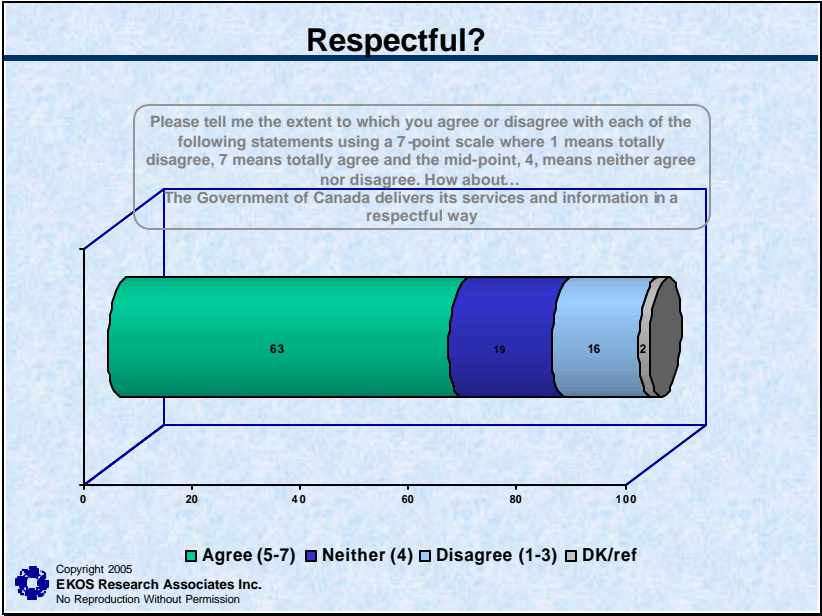 Respectful?
Please tell me the extent to which you agree or disagree with each of the
following statements using a 7-point scale where 1 means totally
disagree, 7 means totally agree and the mid-point, 4, means neither agree
nor disagree. How about...
The Government of Canada delivers its services and information in a
respectful way
63 19 16 2
0 20 40 60 80 100
Agree (5-7) Neither (4) Disagree (1-3) DK/ref
Copyright 2005
EKOS Research Associates Inc.
No Reproduction Without Permission